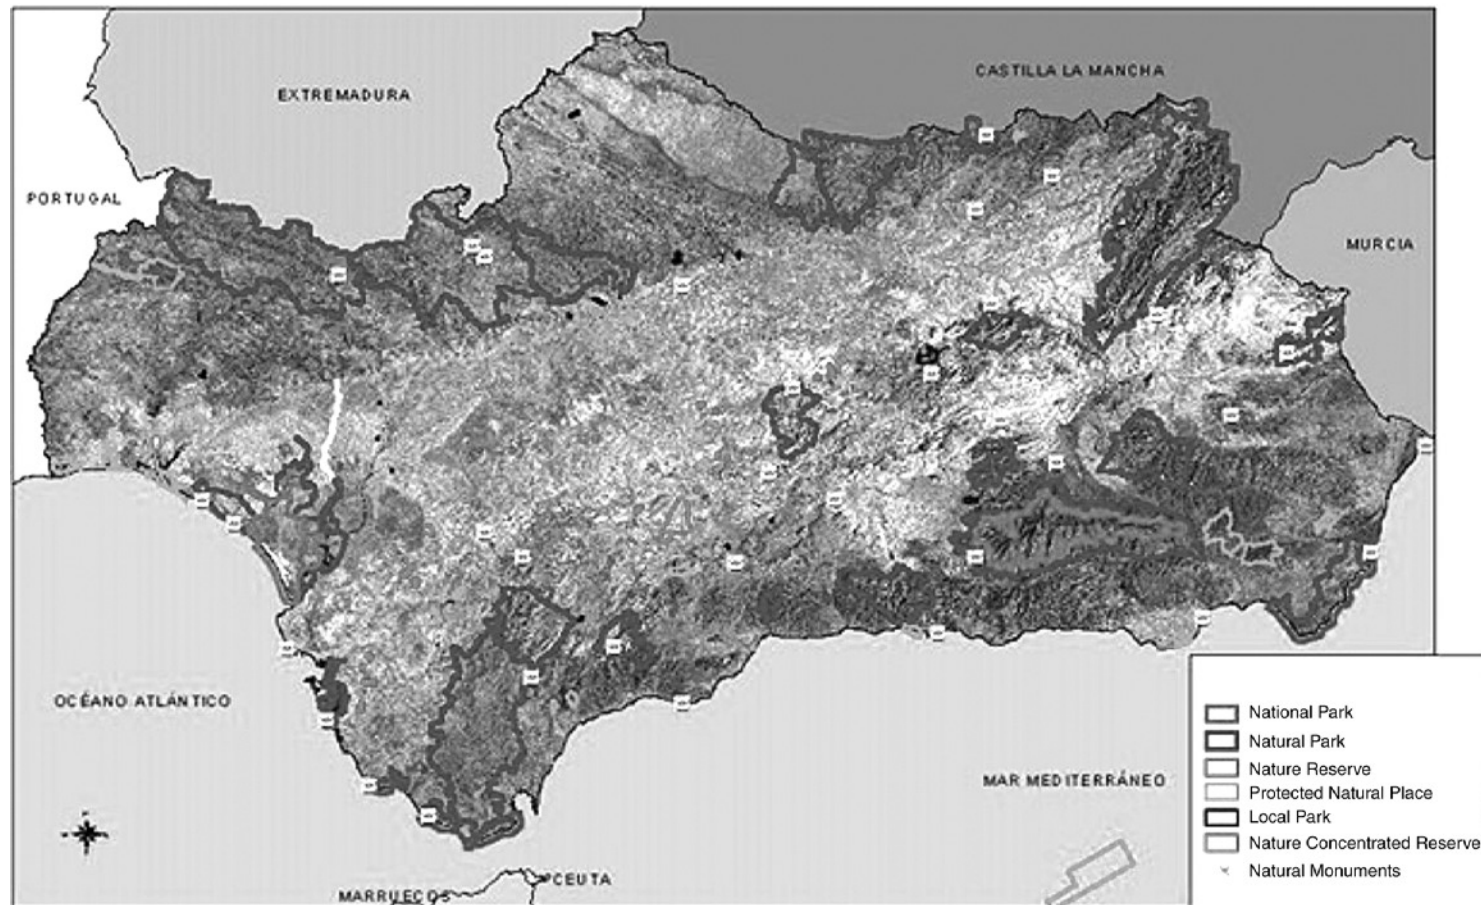 CASTILLA LA MANCHA
EXTREMADURA
PORTUGAL
MURCIA
OCÉANO ATLÁNTICO
MAR MEDITERRÁNEO
MARRUECOS
CEUTA
National Park
Natural Park
Nature Reserve
Protected Natural Place
Local Park
Nature Concentrated Reserve
Natural Monuments